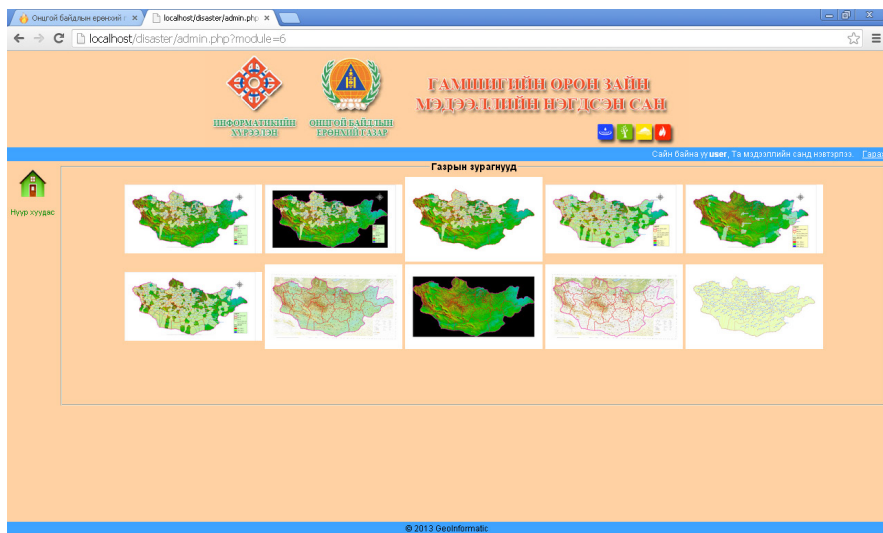 Онцгой байдлын ерөнхий г
localhost/disaster/admin.php
localhost/disaster/admin.php?module=6
ИНФОРМАТИКИЙН
ХҮРЭЭЛЭН
ОНЦГОЙ БАЙДЛЫН
ЕРӨНХИЙ ГАЗАР
ГАМШГИЙН ОРОН ЗАЙН
МЭДЭЭЛЛИЙН НЭГДСЭН САН
Сайн байна уу user, Та мэдээллийн санд нэвтэрлээ. Гарах
Нүүр хуудас
Газрын зурагнууд
© 2013 GeoInformatic